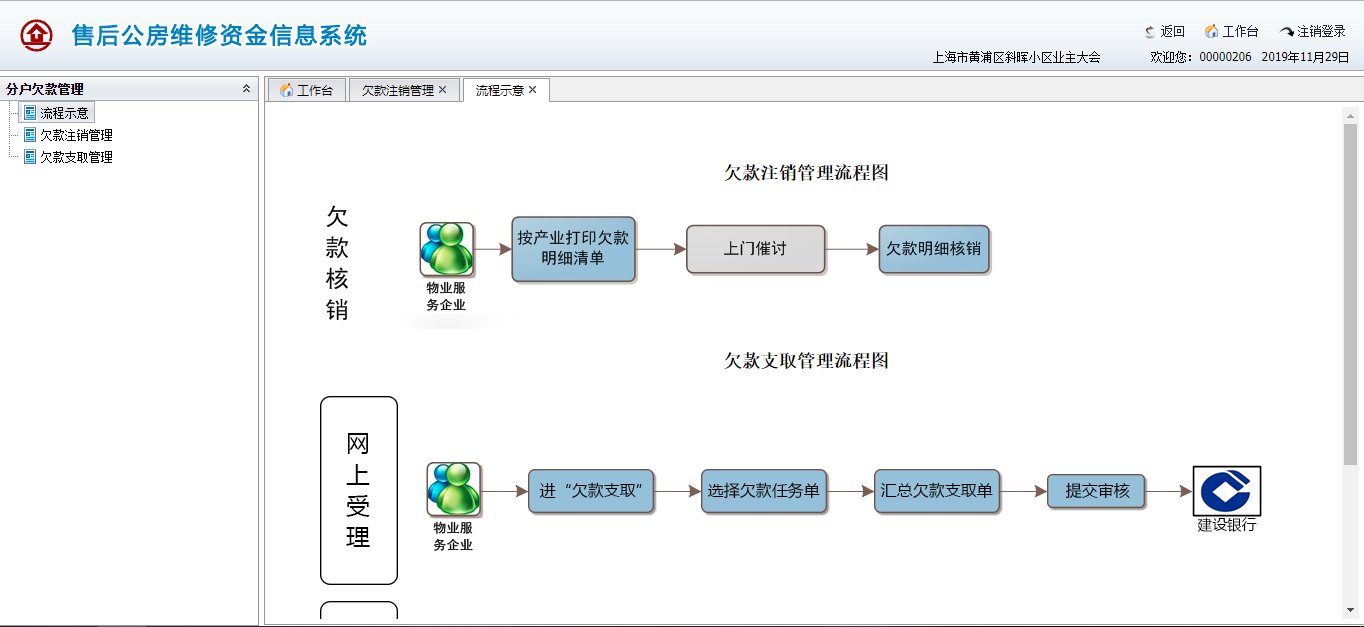 售后公房维修资金信息系统
返回 工作台 注销登录
上海市黄浦区斜晖小区业主大会 欢迎您：00000206 2019年11月29日
分户欠款管理
流程示意
欠款注销管理
欠款支取管理
工作台 欠款注销管理 流程示意
欠款注销管理流程图
欠款核销
物业服
务企业
按产业打印欠款
明细清单
上门催讨
欠款明细核销
欠款支取管理流程图
网上受理
物业服
务企业
进“欠款支取”
选择欠款任务单
汇总欠款支取单
提交审核
建设银行